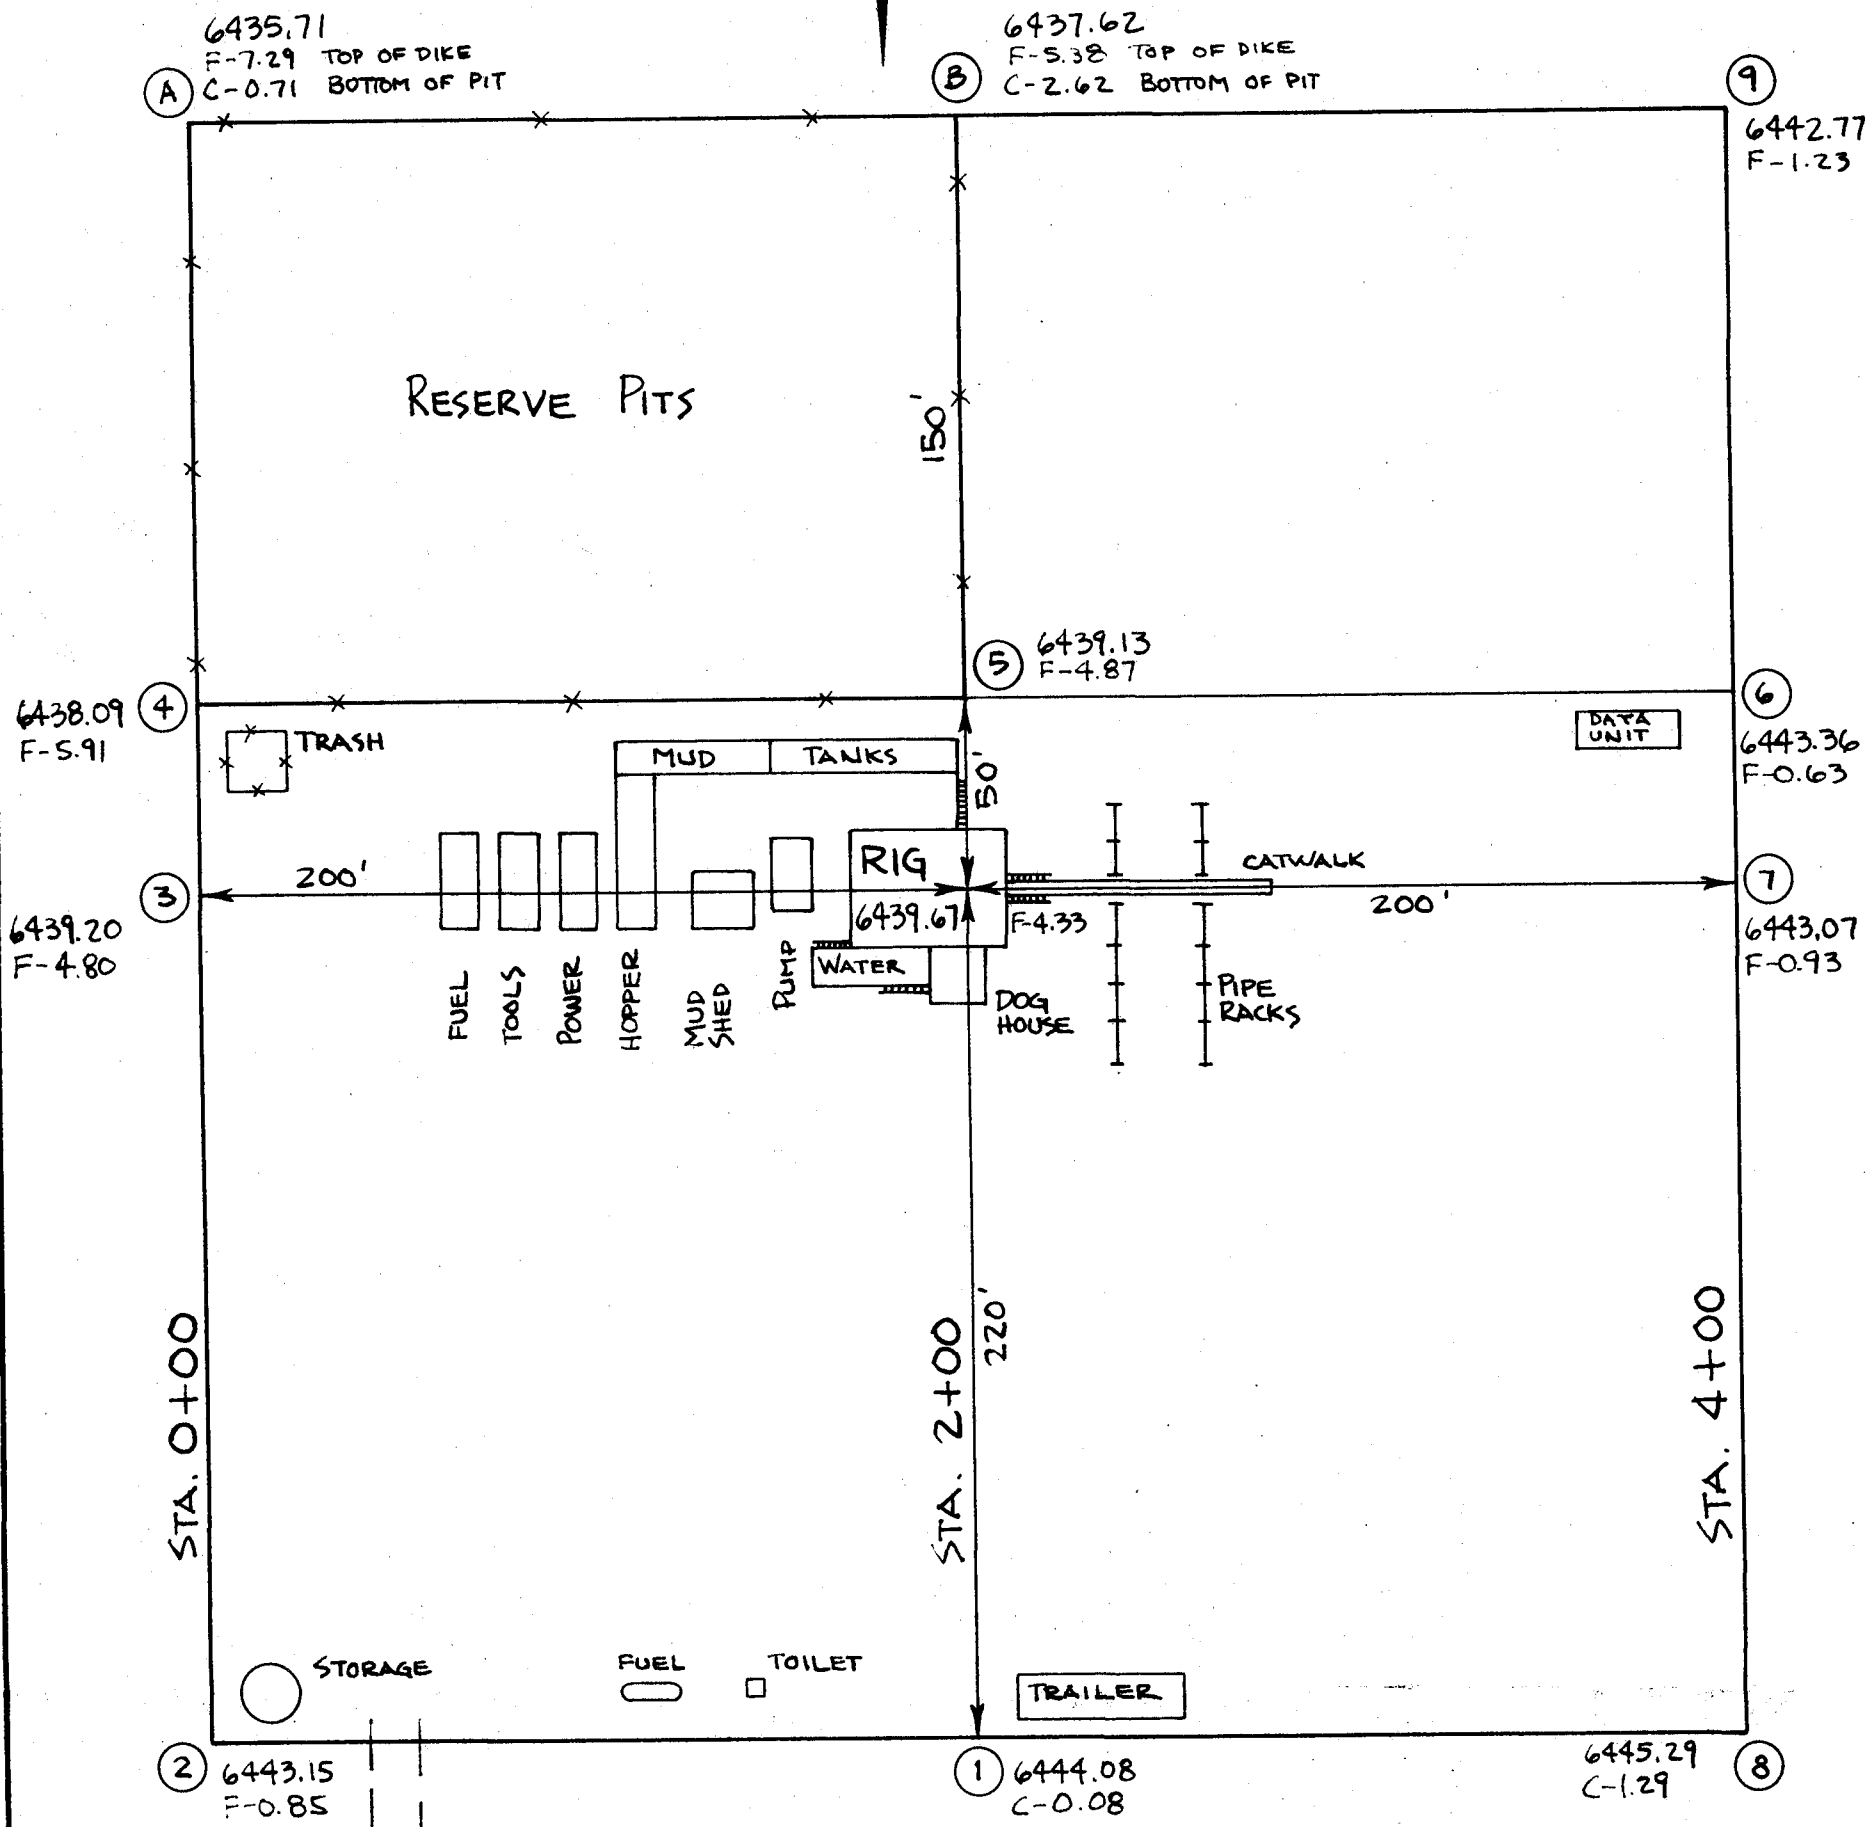 6435.71
F-7.29 TOP OF DIKE
C-0.71 BOTTOM OF PIT
A
6437.62
F-5.38 TOP OF DIKE
C-2.62 BOTTOM OF PIT
B
9
6442.77
F-1.23
RESERVE PITS
150'
5
6439.13
F-4.87
4
6438.09
F-5.91
6
6443.36
F-0.63
DATA
UNIT
TRASH
MUD
TANKS
50'
RIG
CATWALK
200'
200'
3
6439.20
F-4.80
7
6443.07
F-0.93
6439.67
F-4.33
WATER
DOG
HOUSE
PIPE
RACKS
FUEL
TOOLS
POWER
HOPPER
MUD
SHED
PUMP
STA. 0+00
STA. 2+00
220'
STA. 4+00
STORAGE
FUEL
TOILET
TRAILER
2
6443.15
F-0.85
1
6444.08
C-0.08
6445.29
C-1.29
8